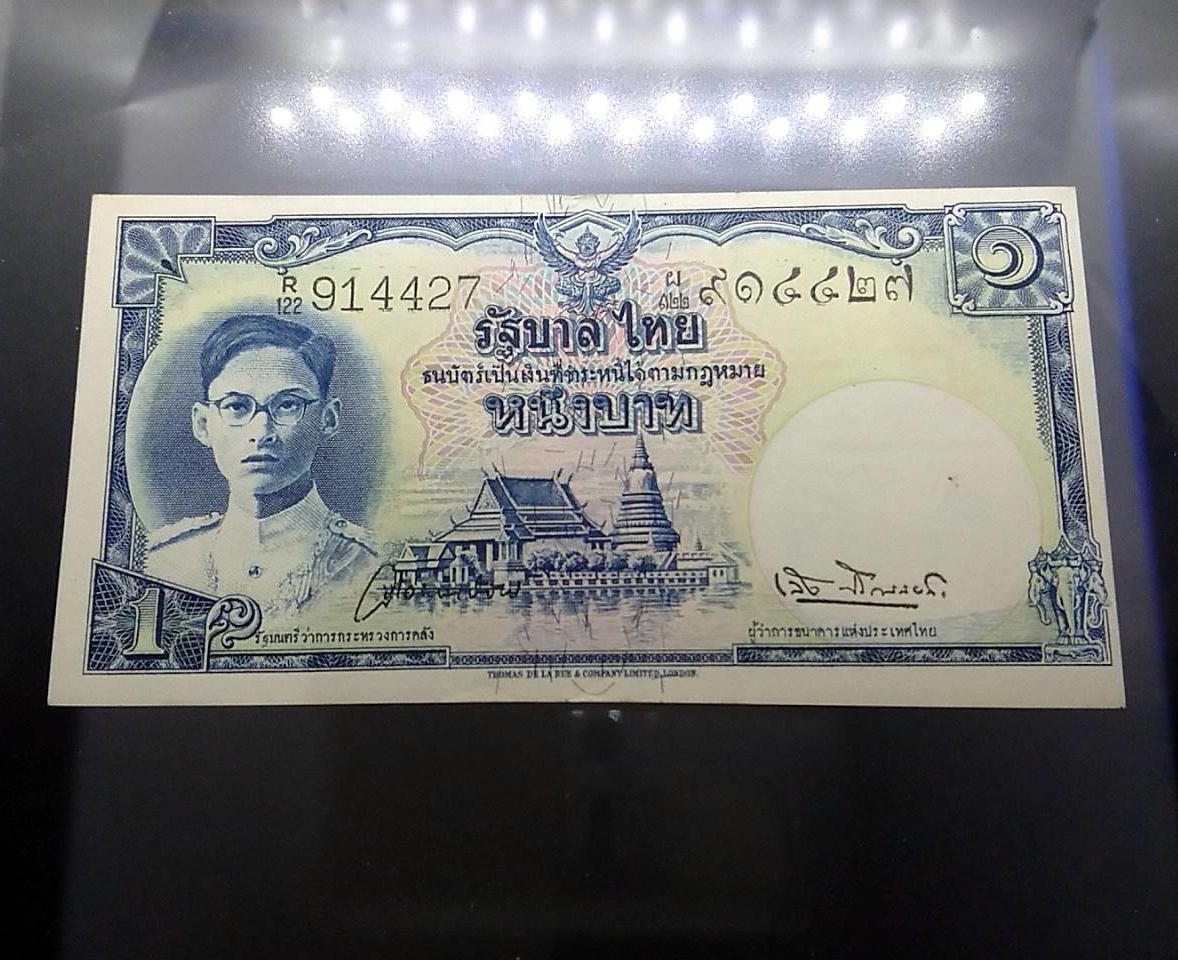 ๑
R
122 914427
ผ
๑๒๒ ๙๑๔๔๒๗
รัฐบาลไทย
ธนบัตร์เป็นเงินที่ชำระหนี้ได้ตามกฎหมาย
หนึ่งบาท
1
รัฐมนตรีว่าการกระทรวงการคลัง
ผู้ว่าการธนาคารแห่งประเทศไทย
THOMAS DE LA RUE & COMPANY LIMITED, LONDON.